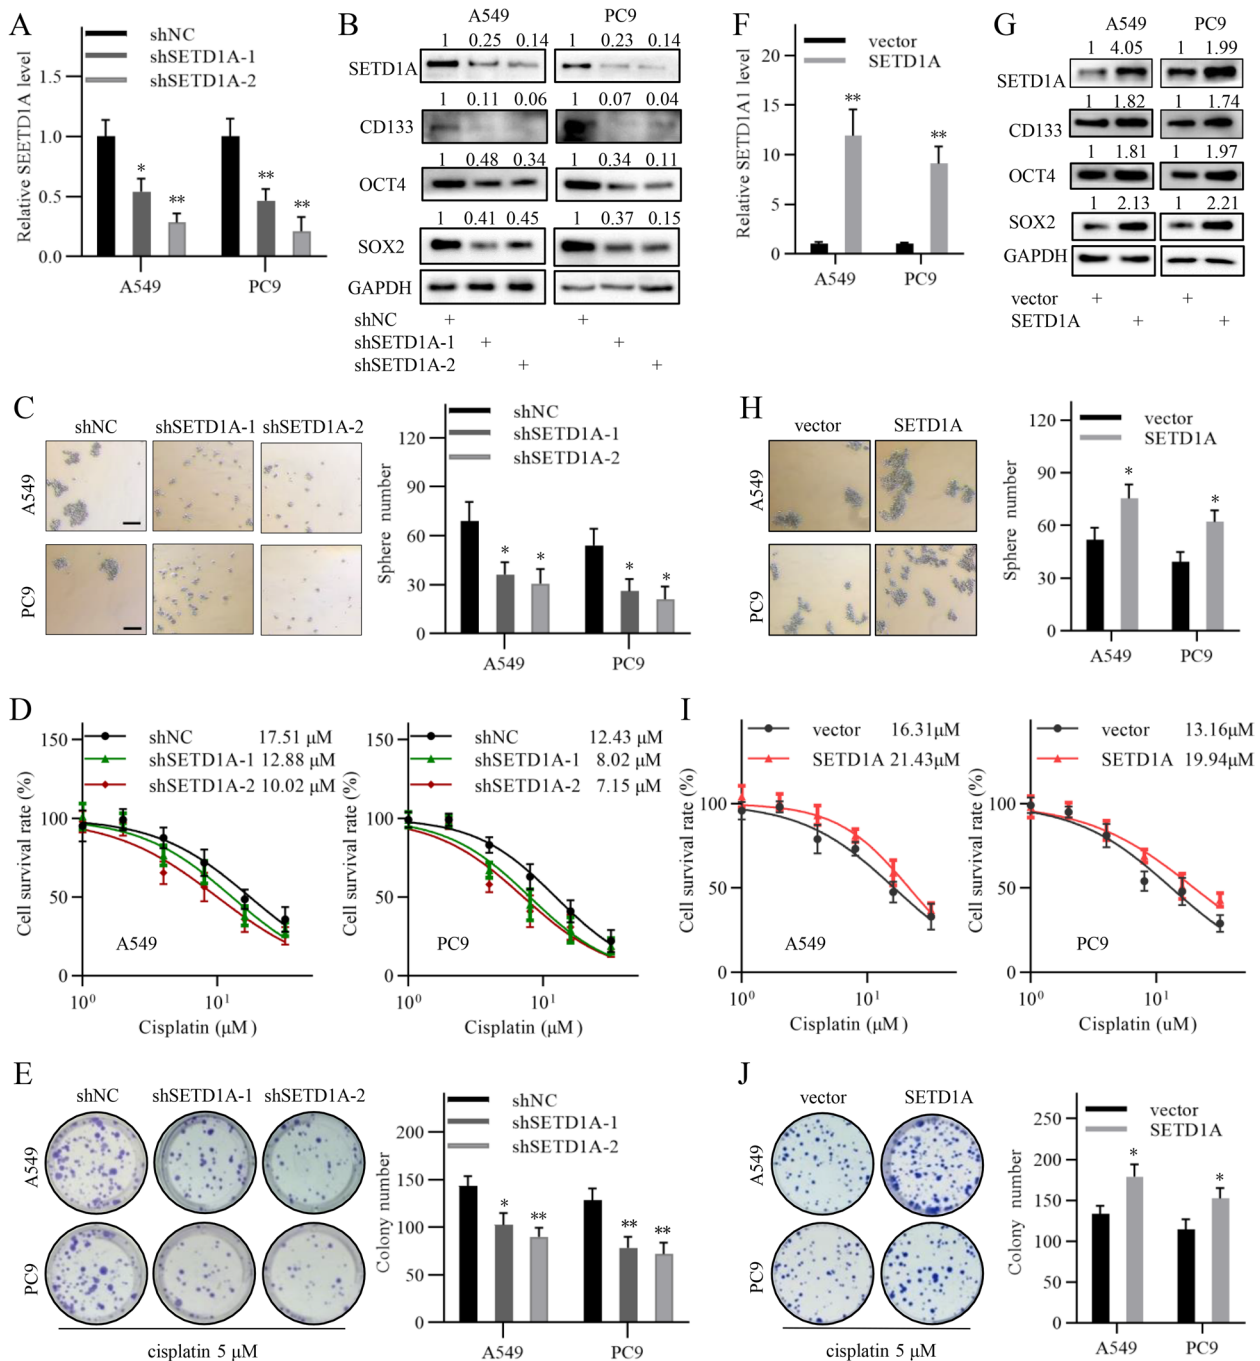 A
shNC
shSETD1A-1
shSETD1A-2
Relative SEETD1A level
1.5
1.0
0.5
0.0
* ** ** **
A549 PC9
B
A549 PC9
1 0.25 0.14 1 0.23 0.14
SETD1A
1 0.11 0.06 1 0.07 0.04
CD133
1 0.48 0.34 1 0.34 0.11
OCT4
1 0.41 0.45 1 0.37 0.15
SOX2
GAPDH
shNC + +
shSETD1A-1 + +
shSETD1A-2 + +
F
vector
SETD1A
Relative SETD1A1 level
20
15
10
5
0
** **
A549 PC9
G
A549 PC9
1 4.05 1 1.99
SETD1A
1 1.82 1 1.74
CD133
1 1.81 1 1.97
OCT4
1 2.13 1 2.21
SOX2
GAPDH
vector + +
SETD1A + +
C
shNC shSETD1A-1 shSETD1A-2
A549
PC9
shNC
shSETD1A-1
shSETD1A-2
Sphere number
120
90
60
30
0
* * * *
A549 PC9
H
vector SETD1A
A549
PC9
vector
SETD1A
Sphere number
120
90
60
30
0
* *
A549 PC9
D
shNC 17.51 μM
shSETD1A-1 12.88 μM
shSETD1A-2 10.02 μM
Cell survival rate (%)
150
100
50
0
A549
10⁰ 10¹
Cisplatin (μM)
shNC 12.43 μM
shSETD1A-1 8.02 μM
shSETD1A-2 7.15 μM
Cell survival rate (%)
150
100
50
0
PC9
10⁰ 10¹
Cisplatin (μM)
I
vector 16.31μM
SETD1A 21.43μM
Cell survival rate (%)
100
50
0
A549
10⁰ 10¹
Cisplatin (μM)
vector 13.16μM
SETD1A 19.94μM
Cell survival rate (%)
100
50
0
PC9
10⁰ 10¹
Cisplatin (uM)
E
shNC shSETD1A-1 shSETD1A-2
A549
PC9
cisplatin 5 μM
shNC
shSETD1A-1
shSETD1A-2
Colony number
200
150
100
50
0
* ** ** **
A549 PC9
J
vector SETD1A
A549
PC9
cisplatin 5 μM
vector
SETD1A
Colony number
250
200
150
100
50
0
* *
A549 PC9